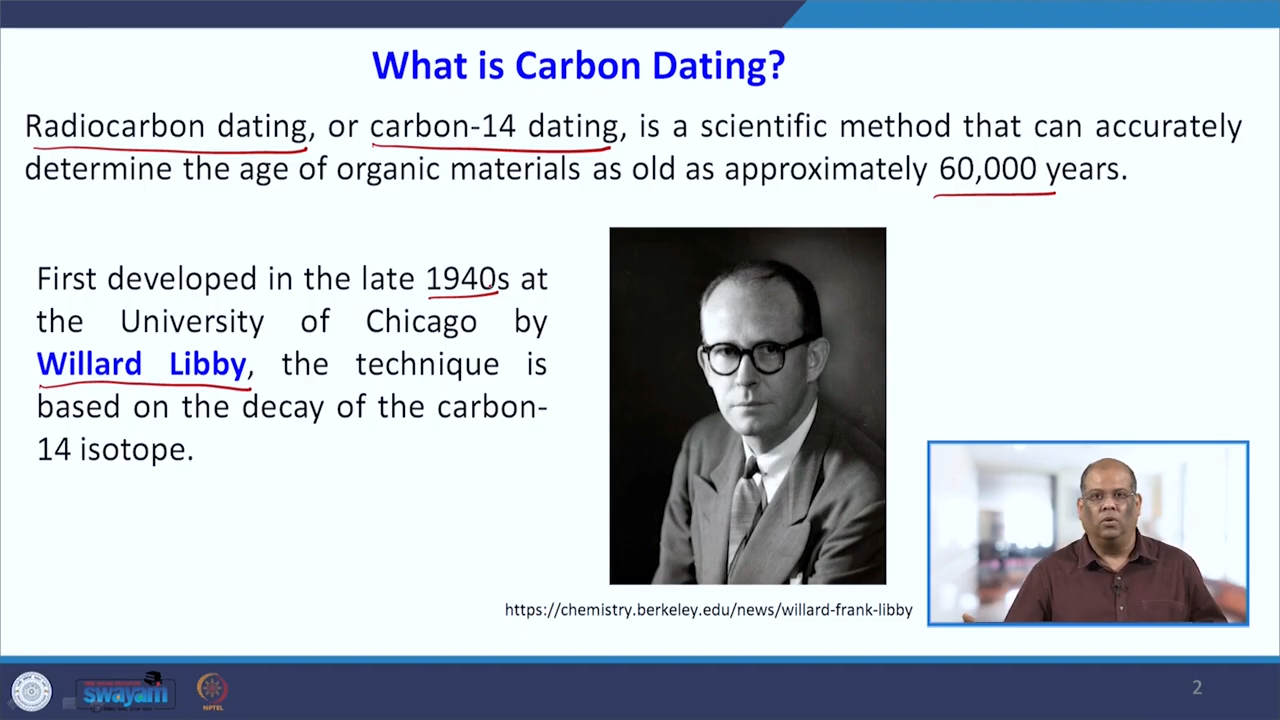 What is Carbon Dating?
Radiocarbon dating, or carbon-14 dating, is a scientific method that can accurately
determine the age of organic materials as old as approximately 60,000 years.
First developed in the late 1940s at
the University of Chicago by
Willard Libby, the technique is
based on the decay of the carbon-
14 isotope.
https://chemistry.berkeley.edu/news/willard-frank-libby
swayam
NPTEL
2